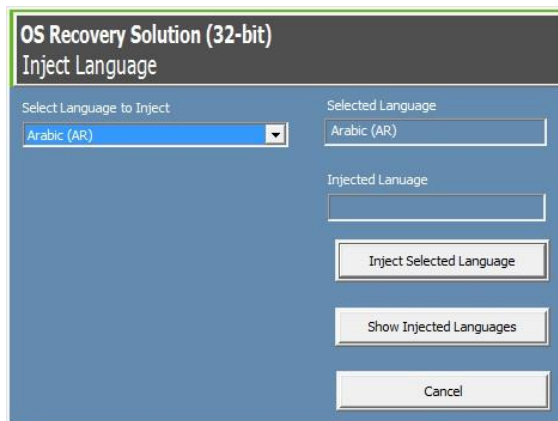 OS Recovery Solution (32-bit)
Inject Language
Select Language to Inject
Arabic (AR)
Selected Language
Arabic (AR)
Injected Lanuage
Inject Selected Language
Show Injected Languages
Cancel